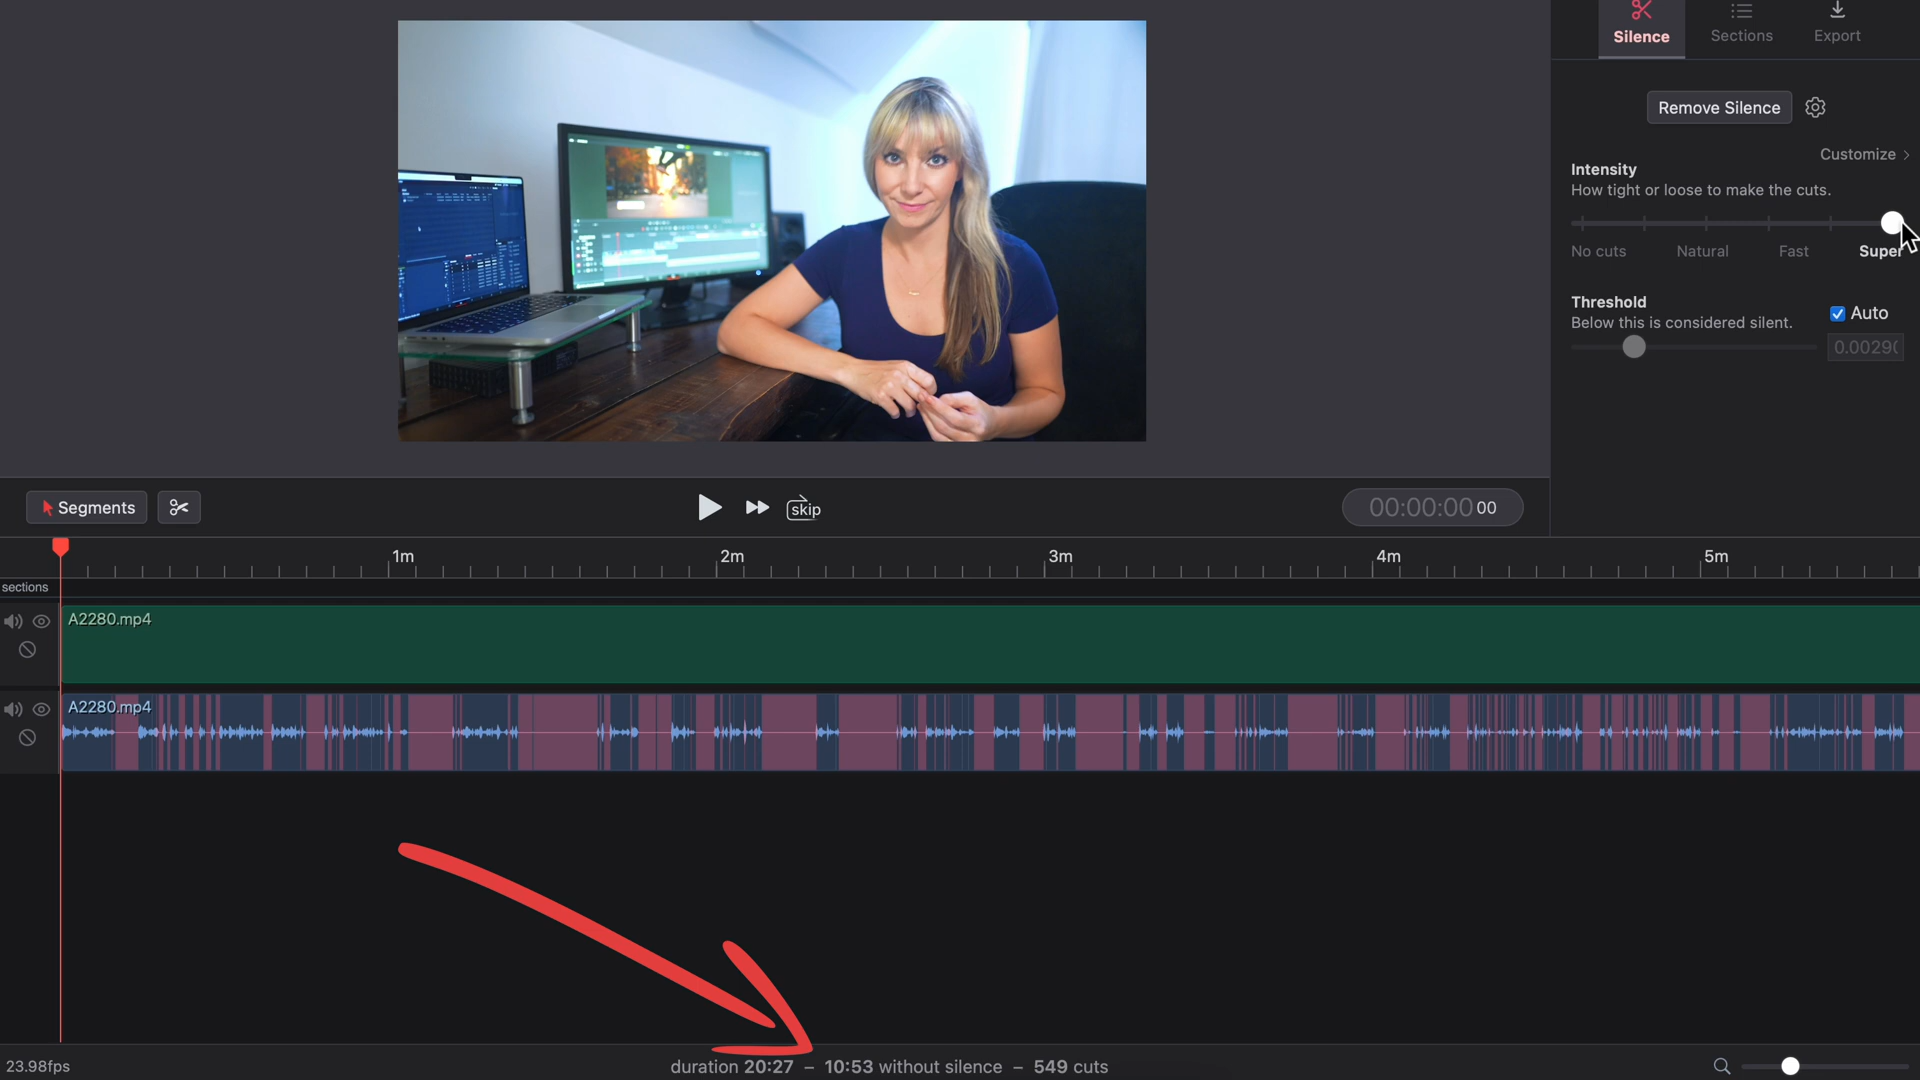 Silence
Sections
Export
Remove Silence
Customize >
Intensity
How tight or loose to make the cuts.
No cuts
Natural
Fast
Super
Threshold
Below this is considered silent.
Auto
0.0029
Segments
skip
00:00:00 00
1m
2m
3m
4m
5m
sections
A2280.mp4
A2280.mp4
23.98fps
duration 20:27 – 10:53 without silence – 549 cuts